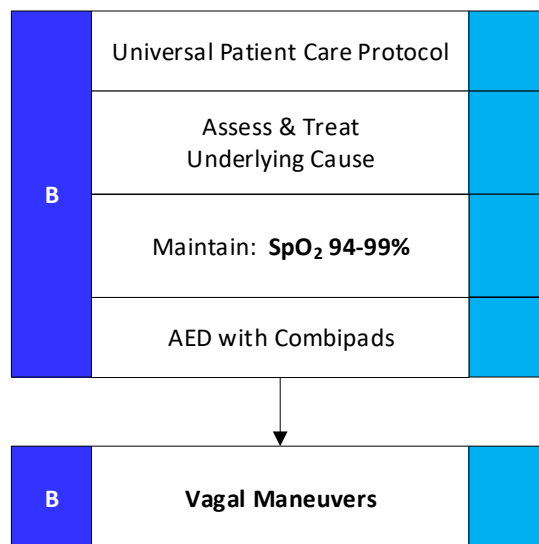 Universal Patient Care Protocol
Assess & Treat
Underlying Cause
B
Maintain: SpO₂ 94-99%
AED with Combipads
B
Vagal Maneuvers